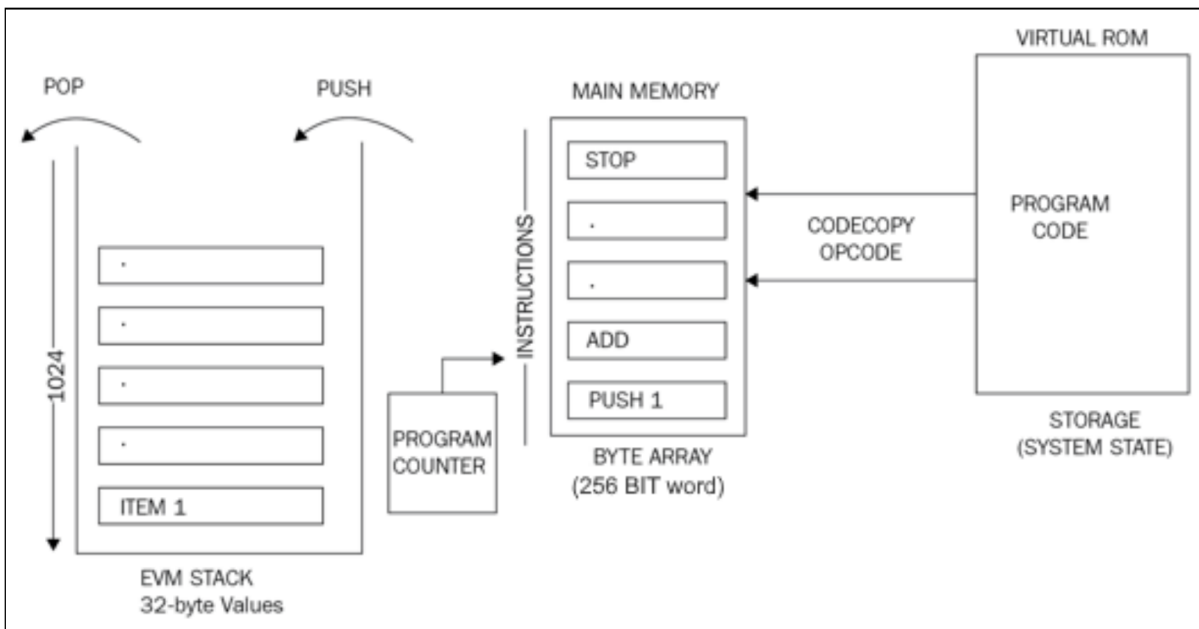 POP
PUSH
1024
.
.
.
.
ITEM 1
EVM STACK
32-byte Values
PROGRAM
COUNTER
INSTRUCTIONS
MAIN MEMORY
STOP
.
.
ADD
PUSH 1
BYTE ARRAY
(256 BIT word)
CODECOPY
OPCODE
VIRTUAL ROM
PROGRAM
CODE
STORAGE
(SYSTEM STATE)